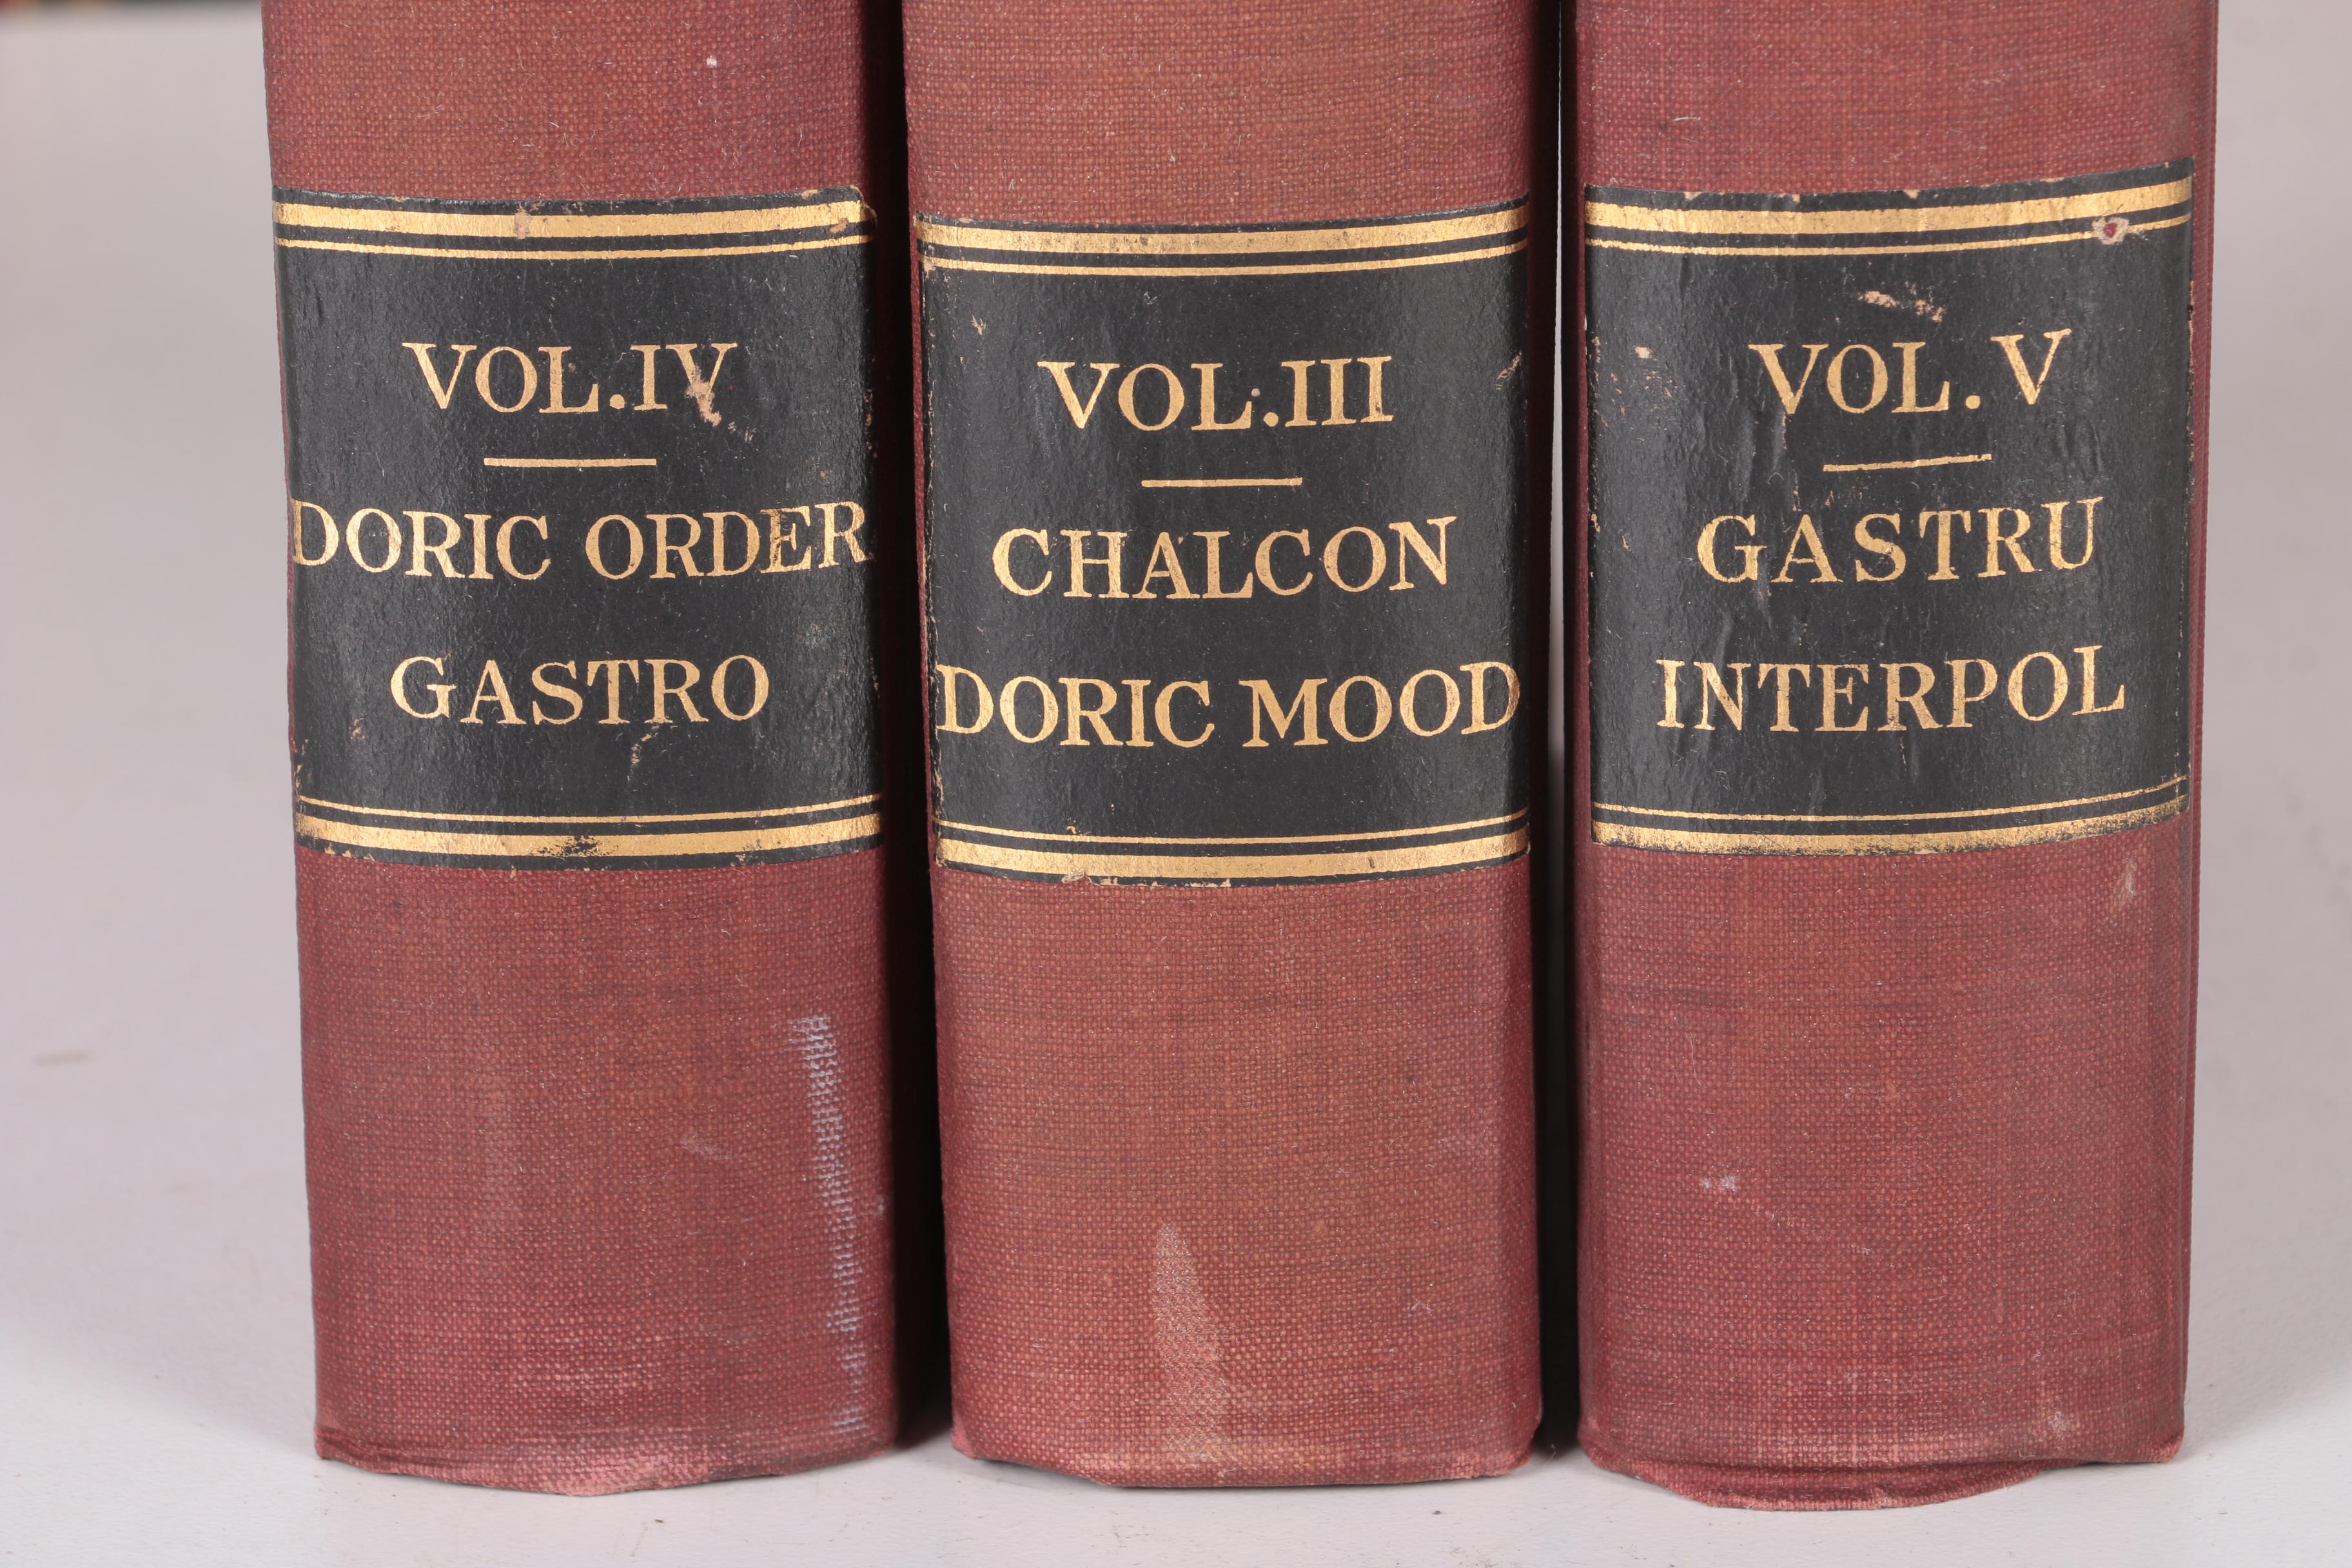 VOL.IV
DORIC ORDER
GASTRO
VOL.III
CHALCON
DORIC MOOD
VOL. V
GASTRU
INTERPOL